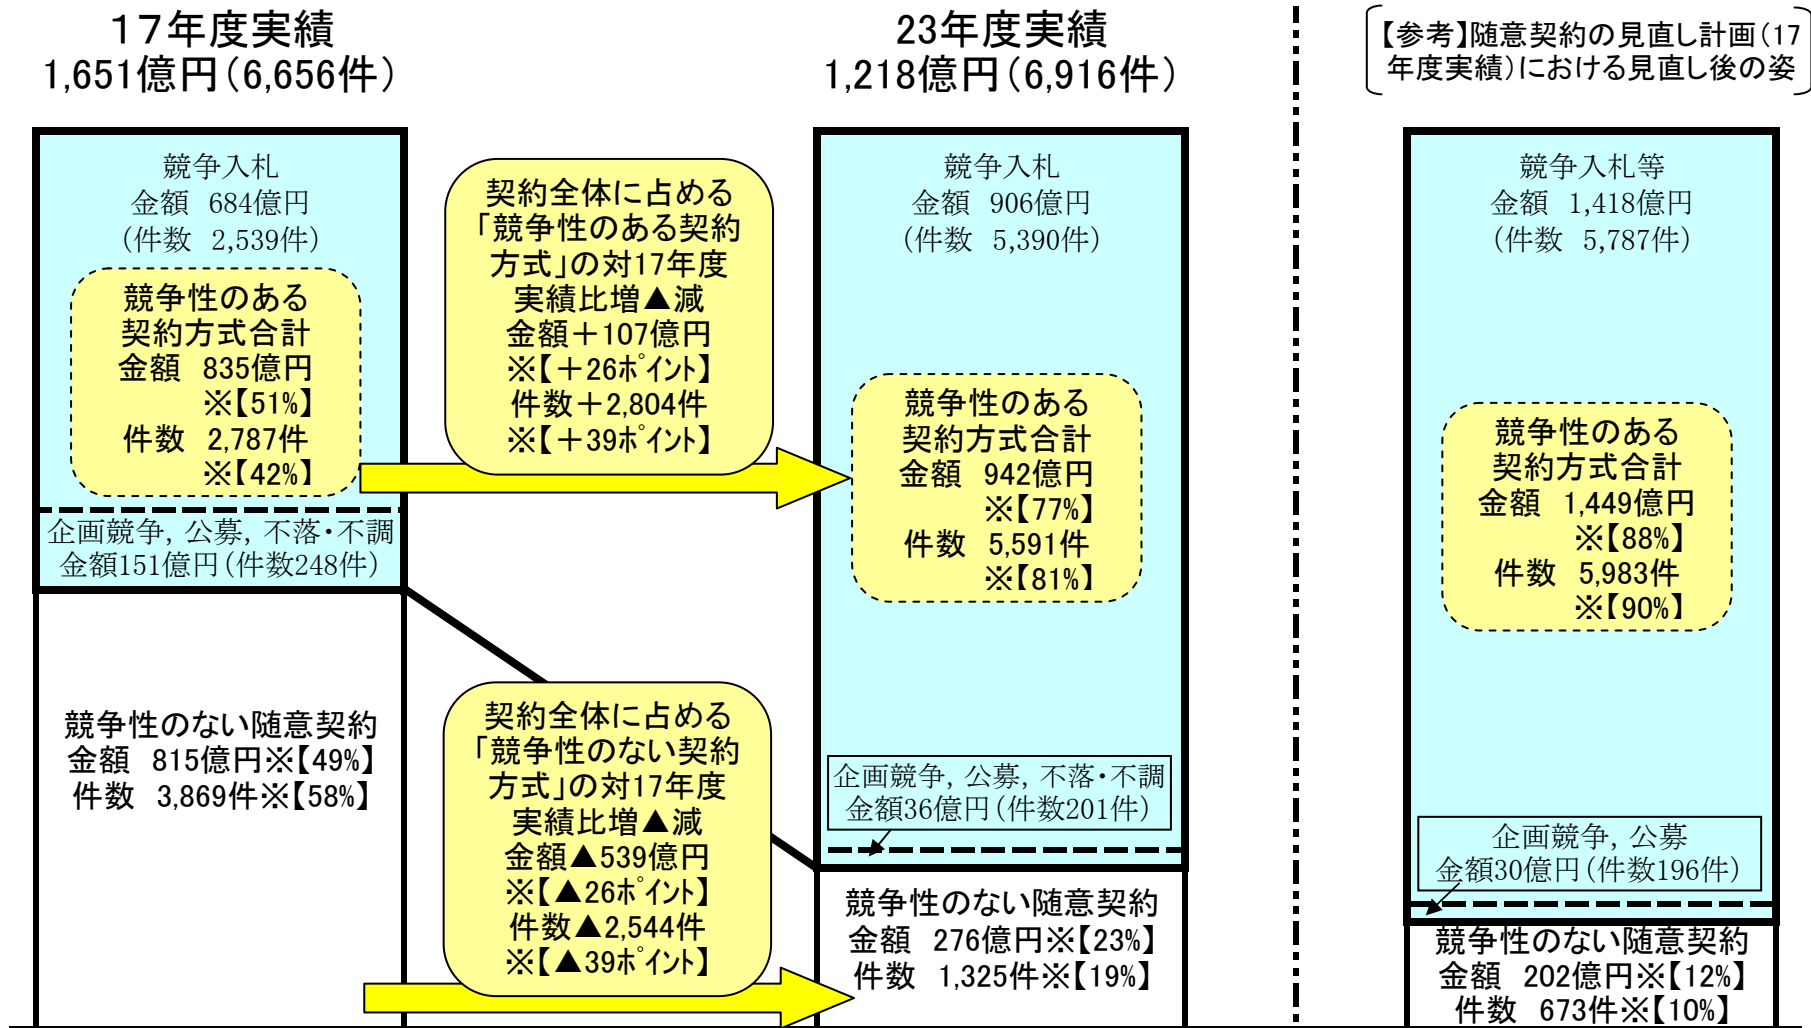 17年度実績
1,651億円(6,656件)
競争入札
金額 684億円
(件数 2,539件)
競争性のある
契約方式合計
金額 835億円
※【51%】
件数 2,787件
※【42%】
企画競争, 公募, 不落・不調
金額151億円(件数248件)
競争性のない随意契約
金額 815億円※【49%】
件数 3,869件※【58%】
契約全体に占める
「競争性のある契約
方式」の対17年度
実績比増▲減
金額+107億円
※【+26ポイント】
件数+2,804件
※【+39ポイント】
契約全体に占める
「競争性のない契約
方式」の対17年度
実績比増▲減
金額▲539億円
※【▲26ポイント】
件数▲2,544件
※【▲39ポイント】
23年度実績
1,218億円(6,916件)
競争入札
金額 906億円
(件数 5,390件)
競争性のある
契約方式合計
金額 942億円
※【77%】
件数 5,591件
※【81%】
企画競争, 公募, 不落・不調
金額36億円(件数201件)
競争性のない随意契約
金額 276億円※【23%】
件数 1,325件※【19%】
【参考】随意契約の見直し計画(17
年度実績)における見直し後の姿
競争入札等
金額 1,418億円
(件数 5,787件)
競争性のある
契約方式合計
金額 1,449億円
※【88%】
件数 5,983件
※【90%】
企画競争, 公募
金額30億円(件数196件)
競争性のない随意契約
金額 202億円※【12%】
件数 673件※【10%】